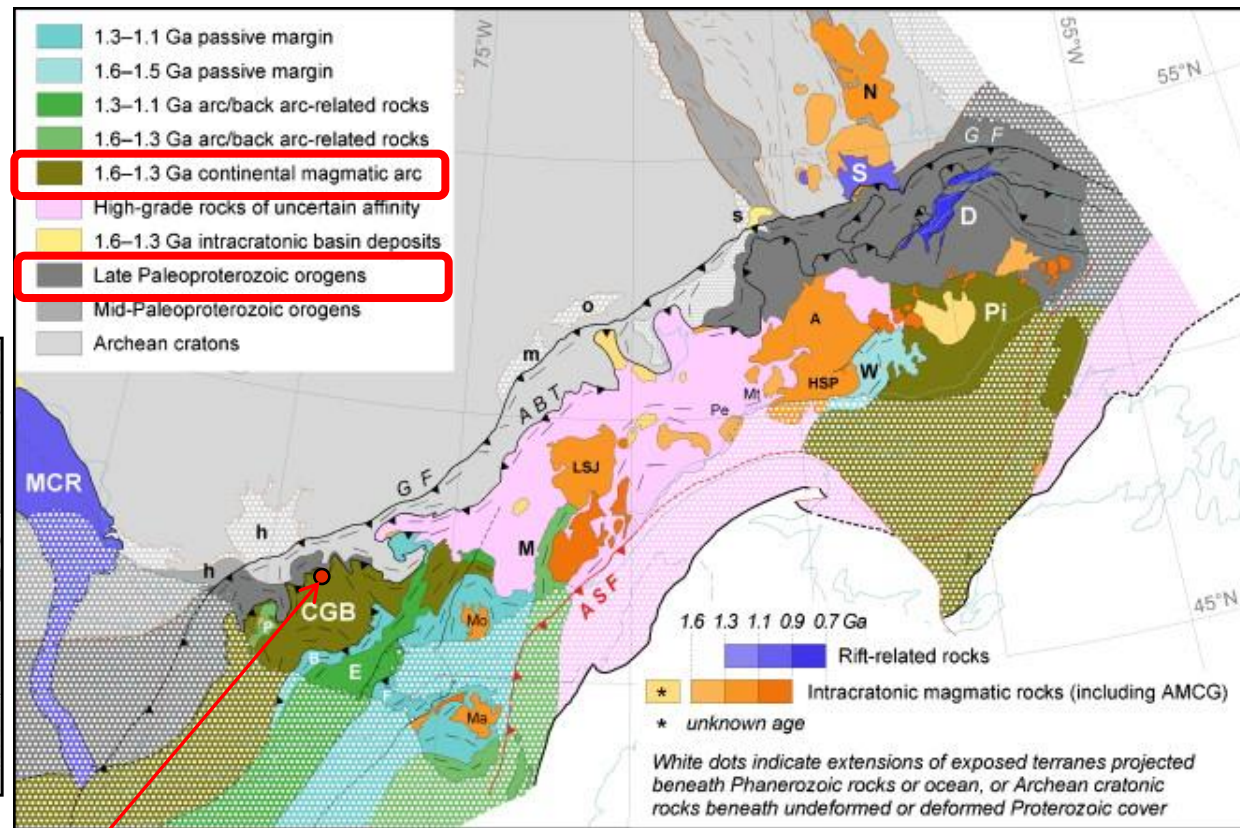 1.3–1.1 Ga passive margin
1.6–1.5 Ga passive margin
1.3–1.1 Ga arc/back arc-related rocks
1.6–1.3 Ga arc/back arc-related rocks
1.6–1.3 Ga continental magmatic arc
High-grade rocks of uncertain affinity
1.6–1.3 Ga intracratonic basin deposits
Late Paleoproterozoic orogens
Mid-Paleoproterozoic orogens
Archean cratons
75°W
55°W
55°N
N
G F
S
s
D
o
Pi
A
m
W
HSP
Mt
ABT
Pe
LSJ
MCR
G F
h
M
h
ASF
45°N
CGB
P
Mo
B
E
F
Ma
1.6 1.3 1.1 0.9 0.7 Ga
Rift-related rocks
* Intracratonic magmatic rocks (including AMCG)
* unknown age
White dots indicate extensions of exposed terranes projected
beneath Phanerozoic rocks or ocean, or Archean cratonic
rocks beneath undeformed or deformed Proterozoic cover